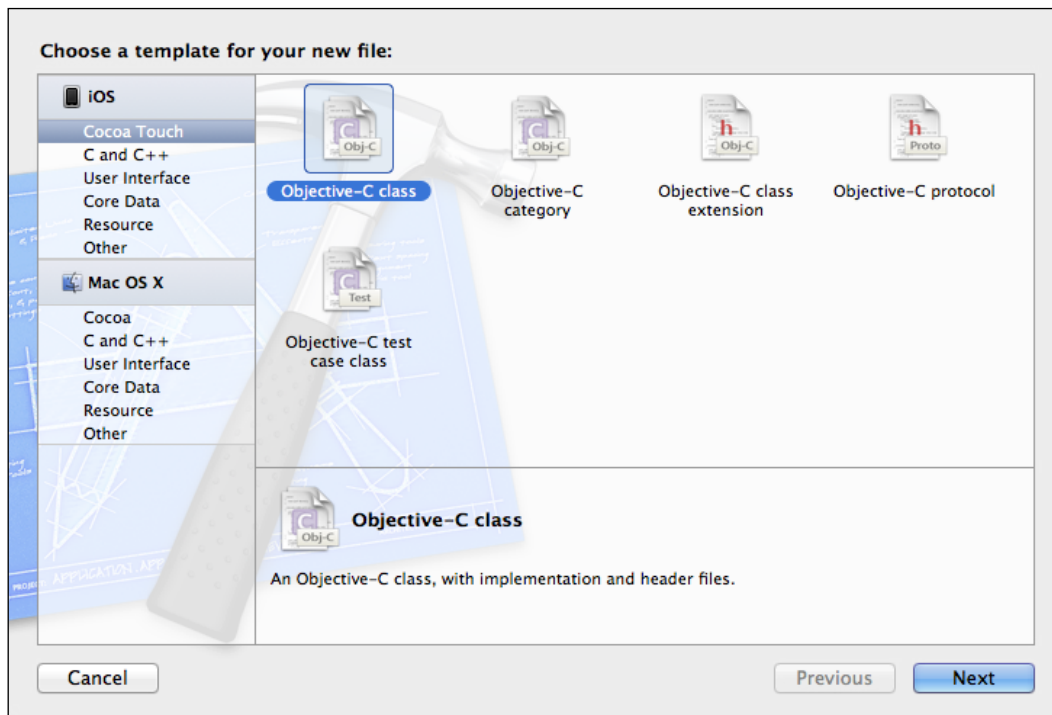 Choose a template for your new file:
iOS
Cocoa Touch
C and C++
User Interface
Core Data
Resource
Other
Mac OS X
Cocoa
C and C++
User Interface
Core Data
Resource
Other
Obj-C
Objective-C class
Obj-C
Objective-C
category
Obj-C
Objective-C class
extension
Proto
Objective-C protocol
Test
Objective-C test
case class
Obj-C
Objective-C class
An Objective-C class, with implementation and header files.
Cancel
Previous
Next